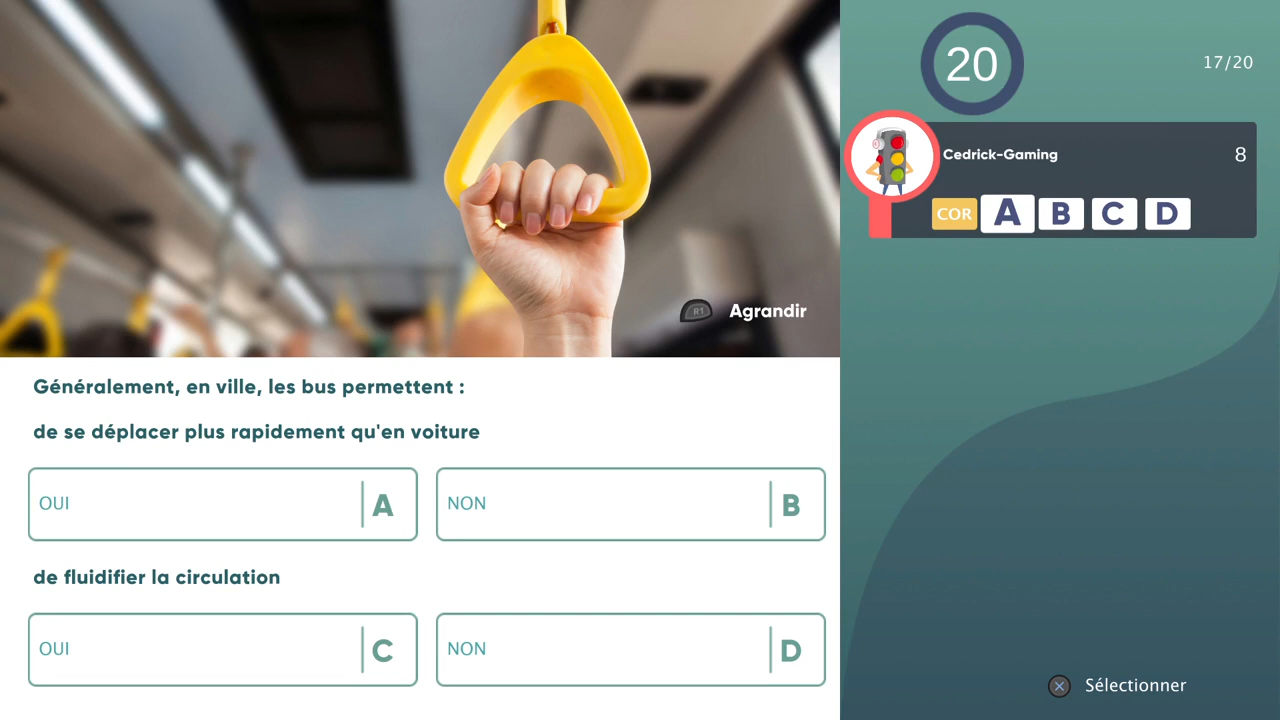 20
17/20
Cedrick-Gaming
8
COR A B C D
R1 Agrandir
Généralement, en ville, les bus permettent :
de se déplacer plus rapidement qu'en voiture
OUI A
NON B
de fluidifier la circulation
OUI C
NON D
Sélectionner